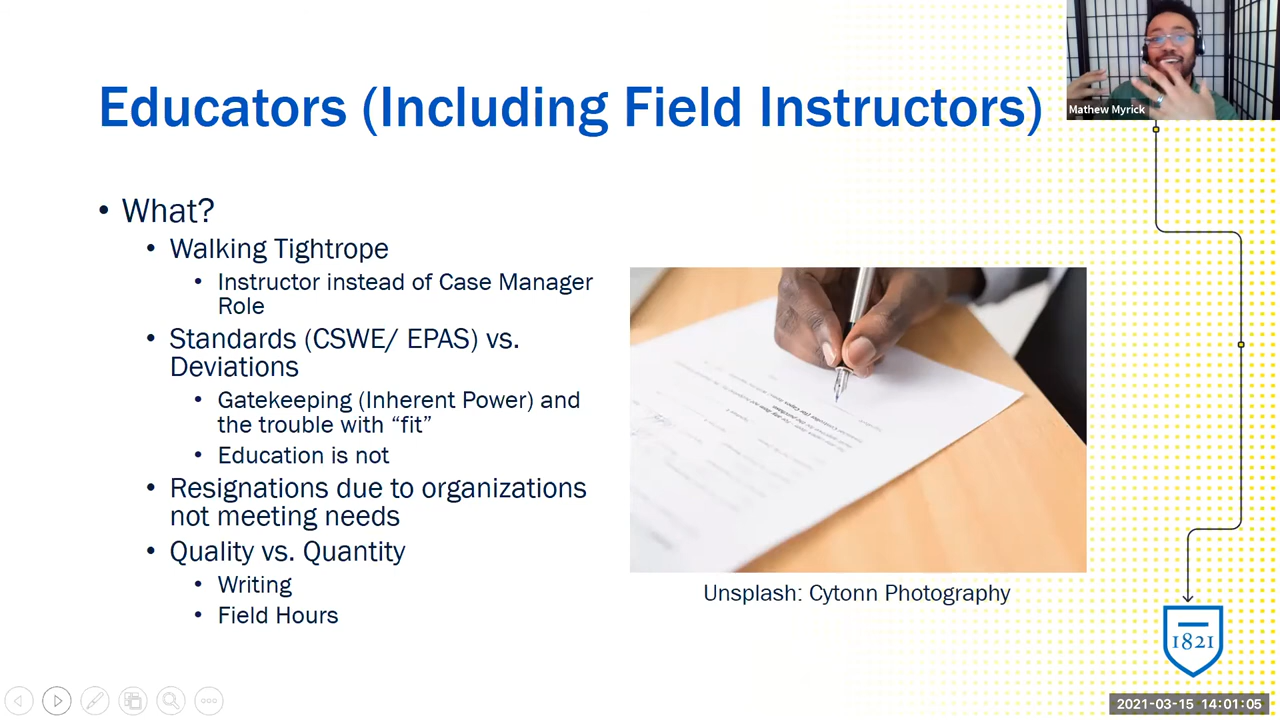 Educators (Including Field Instructors)
Mathew Myrick
• What?
• Walking Tightrope
• Instructor instead of Case Manager
Role
• Standards (CSWE/ EPAS) vs.
Deviations
• Gatekeeping (Inherent Power) and
the trouble with “fit”
• Education is not
• Resignations due to organizations
not meeting needs
• Quality vs. Quantity
• Writing
• Field Hours
Unsplash: Cytonn Photography
1821
2021-03-15 14:01:05